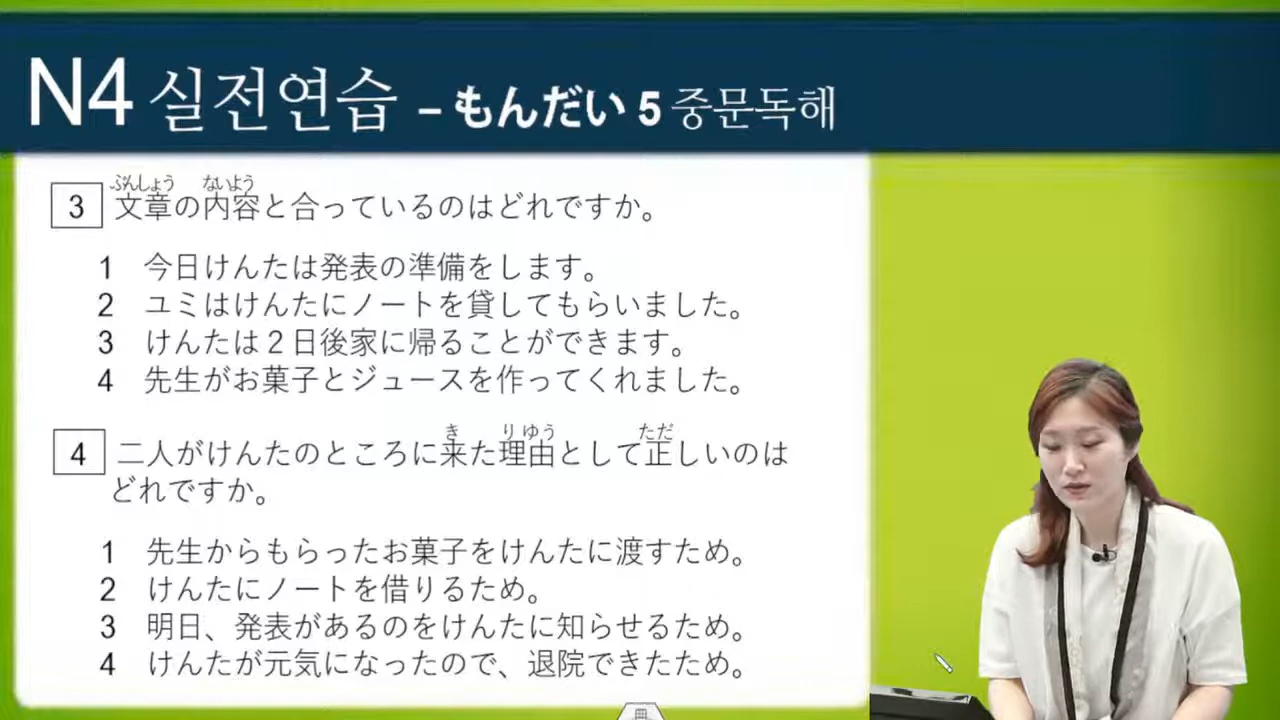 N4 실전연습 – もんだい 5 중문독해
3 文章の内容と合っているのはどれですか。
ぶんしょう ないよう
1 今日けんたは発表の準備をします。
2 ユミはけんたにノートを貸してもらいました。
3 けんたは2日後家に帰ることができます。
4 先生がお菓子とジュースを作ってくれました。
き りゆう ただ
4 二人がけんたのところに来た理由として正しいのは
どれですか。
1 先生からもらったお菓子をけんたに渡すため。
2 けんたにノートを借りるため。
3 明日、発表があるのをけんたに知らせるため。
4 けんたが元気になったので、退院できたため。